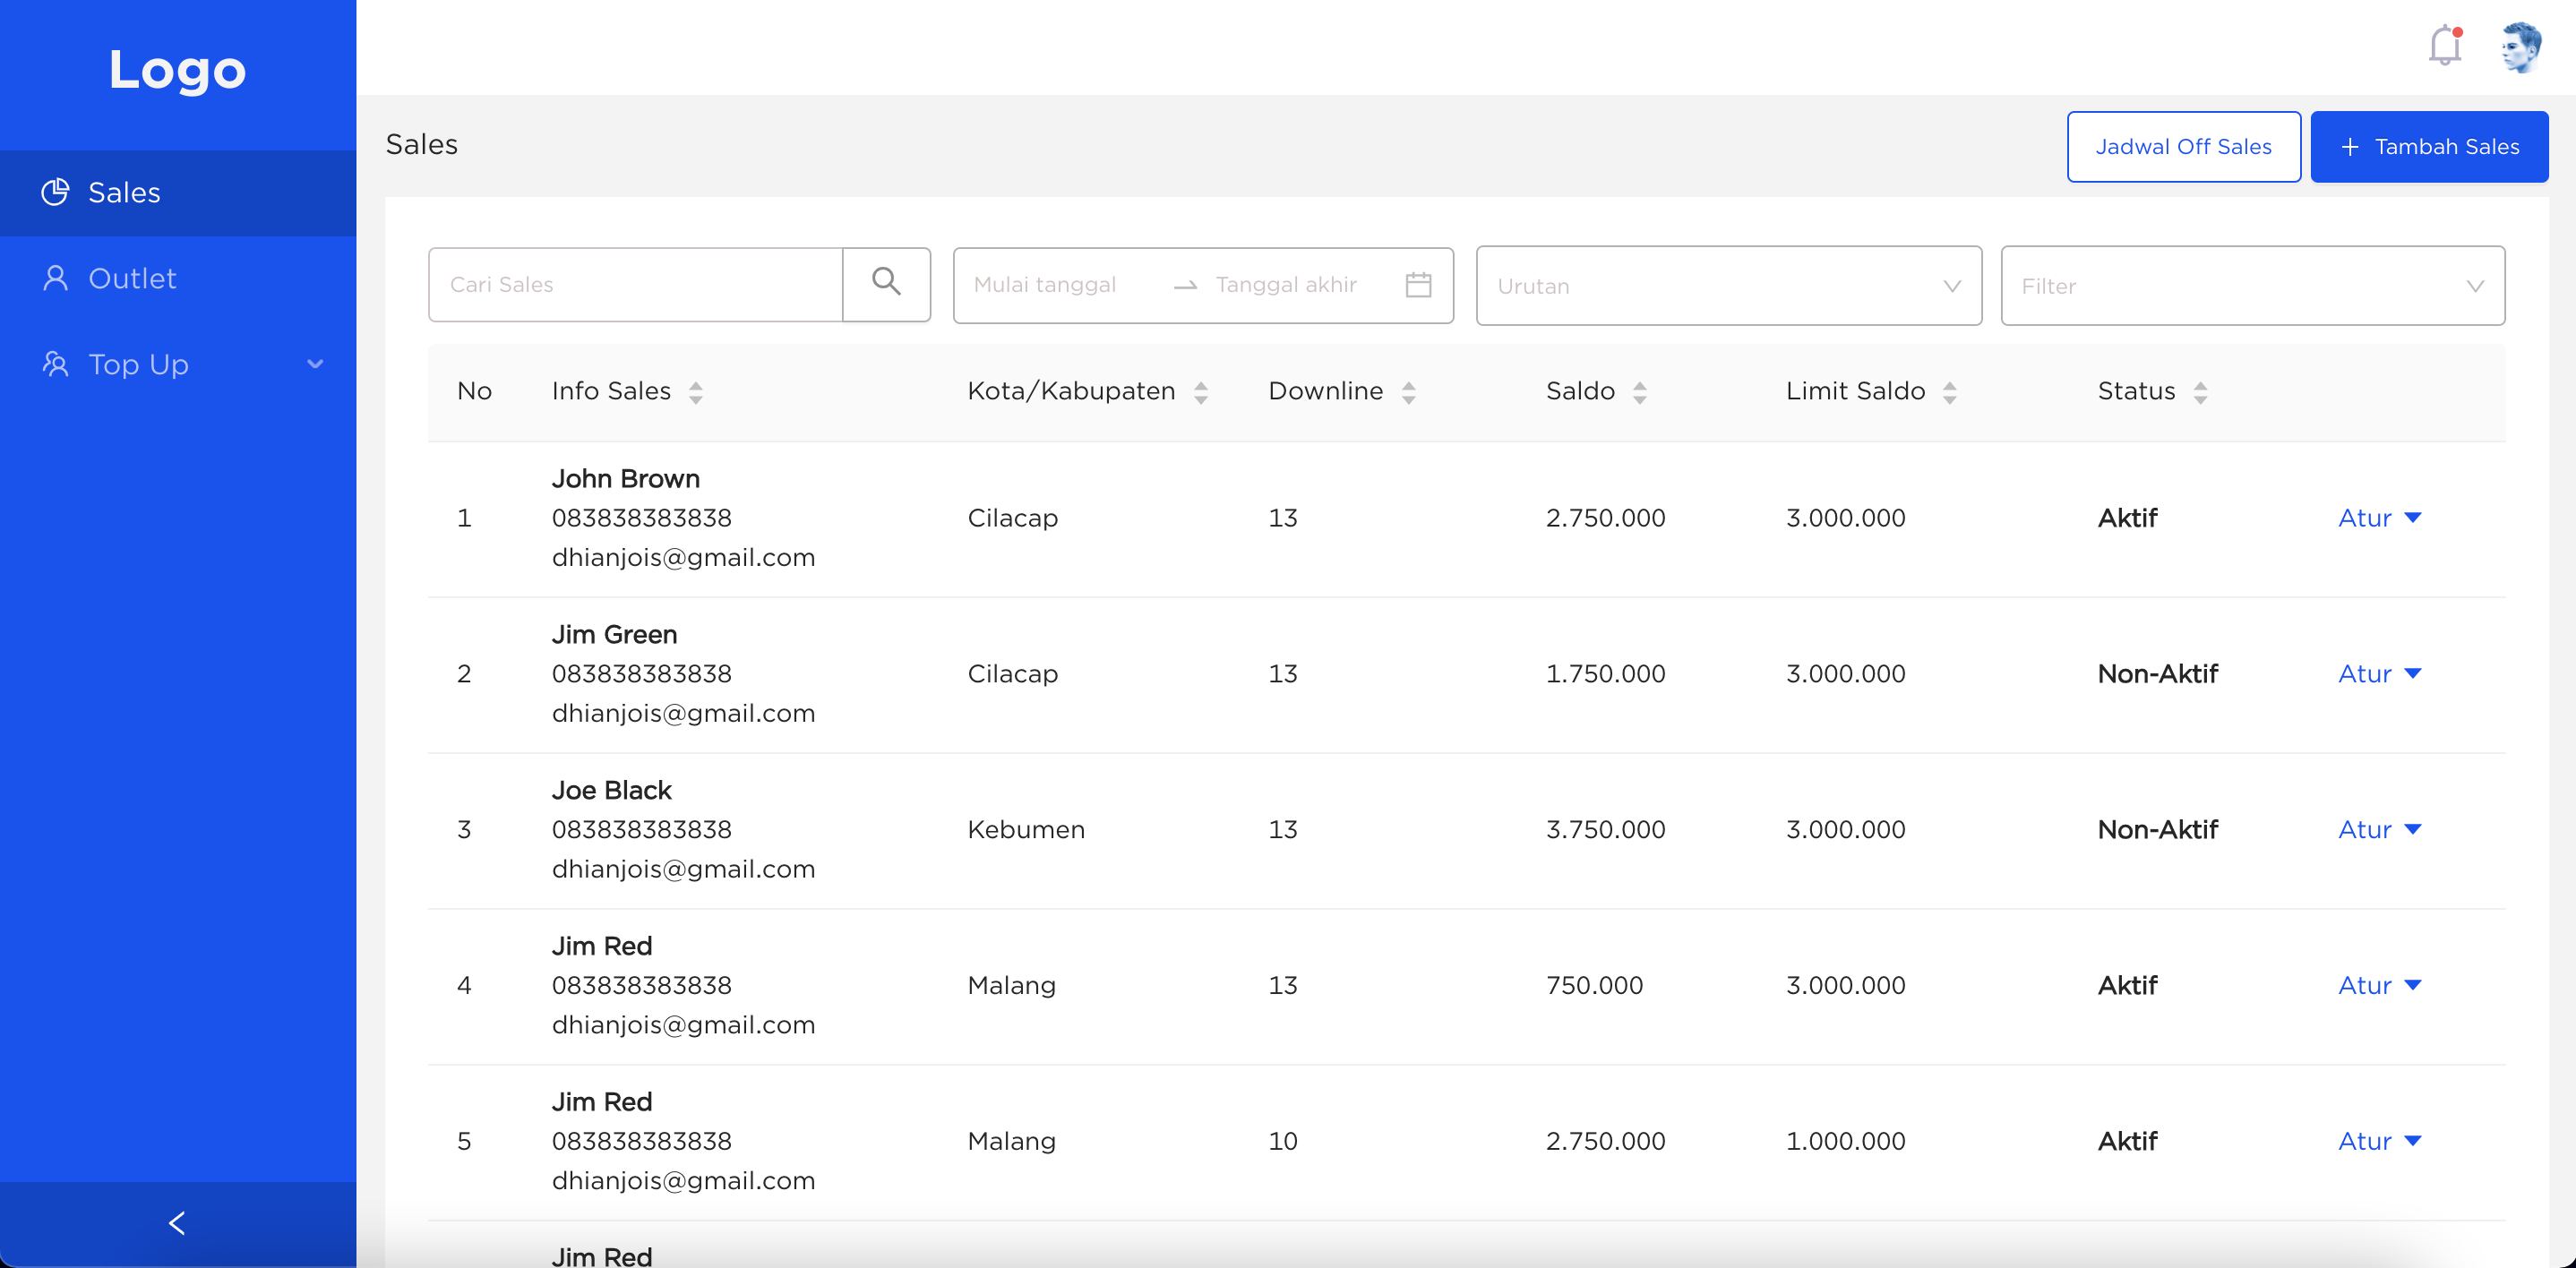 Logo
Sales
Outlet
Top Up
Sales
Jadwal Off Sales
+ Tambah Sales
Cari Sales
Mulai tanggal → Tanggal akhir
Urutan
Filter
No Info Sales Kota/Kabupaten Downline Saldo Limit Saldo Status
John Brown
1 083838383838 Cilacap 13 2.750.000 3.000.000 Aktif Atur
dhianjois@gmail.com
Jim Green
2 083838383838 Cilacap 13 1.750.000 3.000.000 Non-Aktif Atur
dhianjois@gmail.com
Joe Black
3 083838383838 Kebumen 13 3.750.000 3.000.000 Non-Aktif Atur
dhianjois@gmail.com
Jim Red
4 083838383838 Malang 13 750.000 3.000.000 Aktif Atur
dhianjois@gmail.com
Jim Red
5 083838383838 Malang 10 2.750.000 1.000.000 Aktif Atur
dhianjois@gmail.com
Jim Red